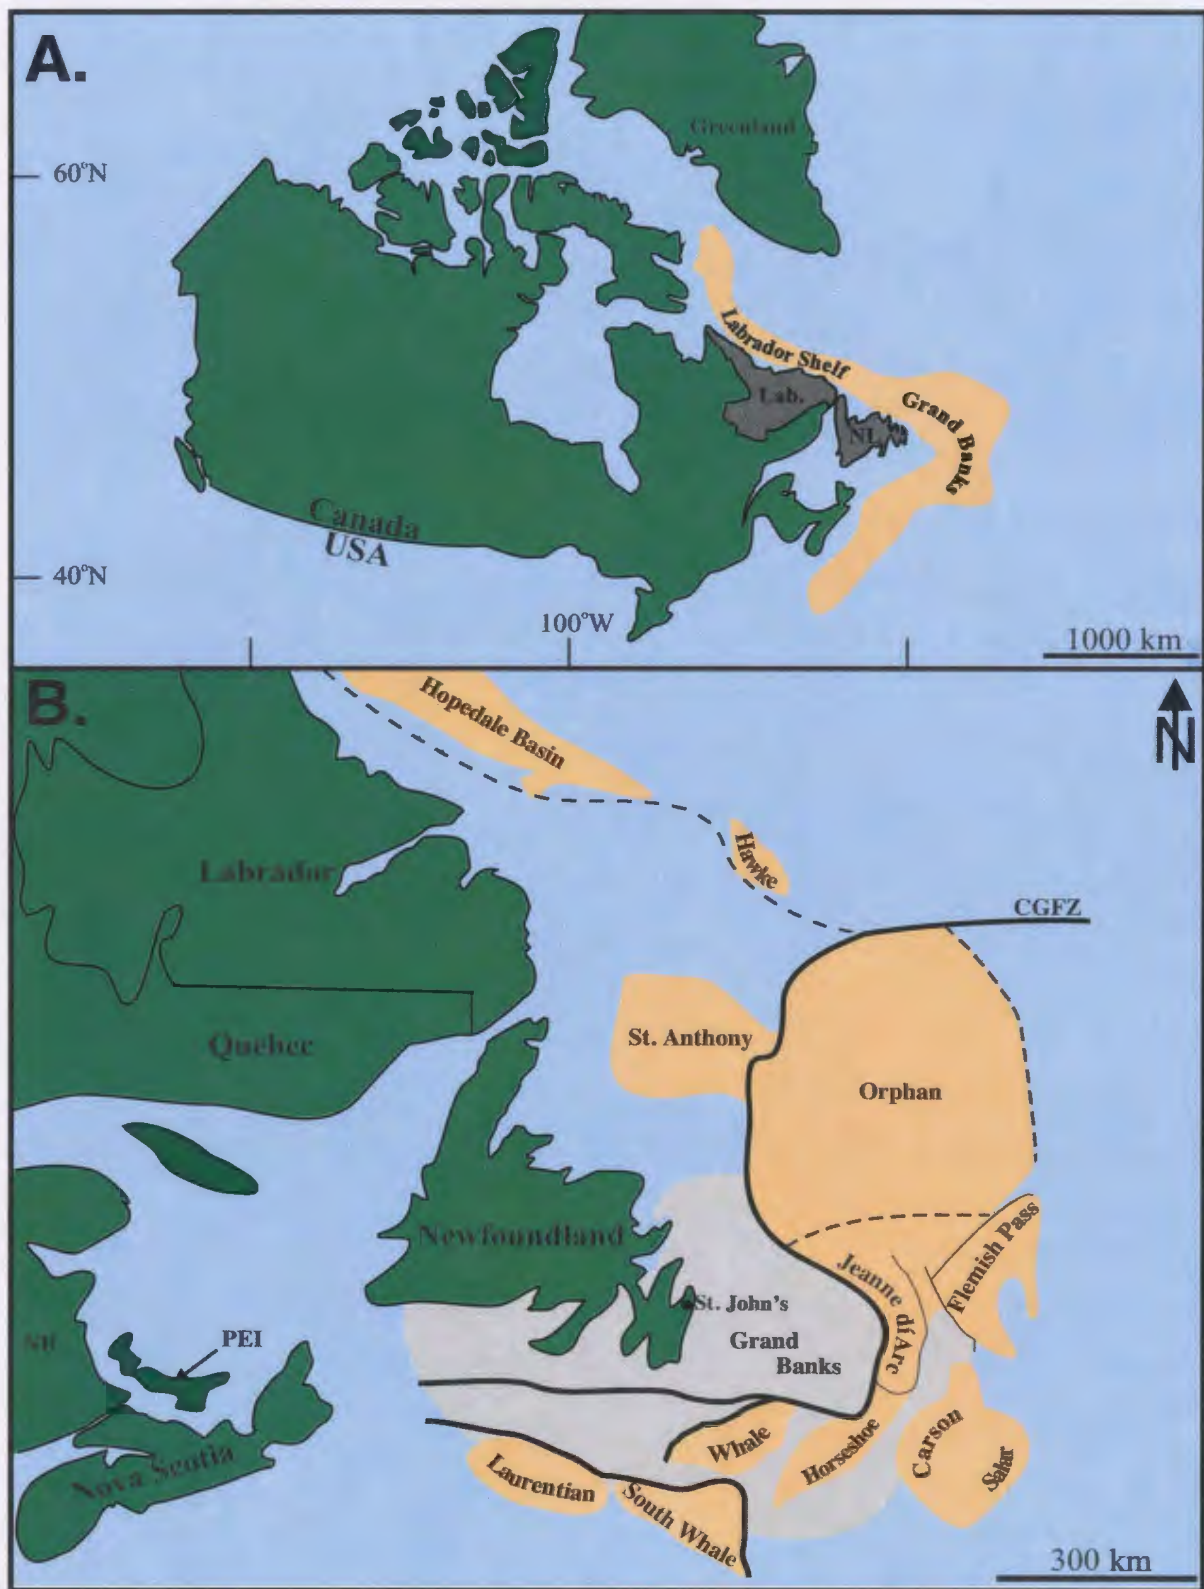 A.
Greenland
60°N
Labrador Shelf
Lab.
Grand Banks
NL
Canada
USA
40°N
100°W
1000 km
B.
N
Hopedale Basin
Hawke
Labrador
CGFZ
St. Anthony
Quebec
Orphan
Newfoundland
Flemish Pass
Jeanne d'Arc
St. John's
Grand
Banks
NB
PEI
Whale
Horseshoe
Carson
Salar
Nova Scotia
Laurentian
South Whale
300 km